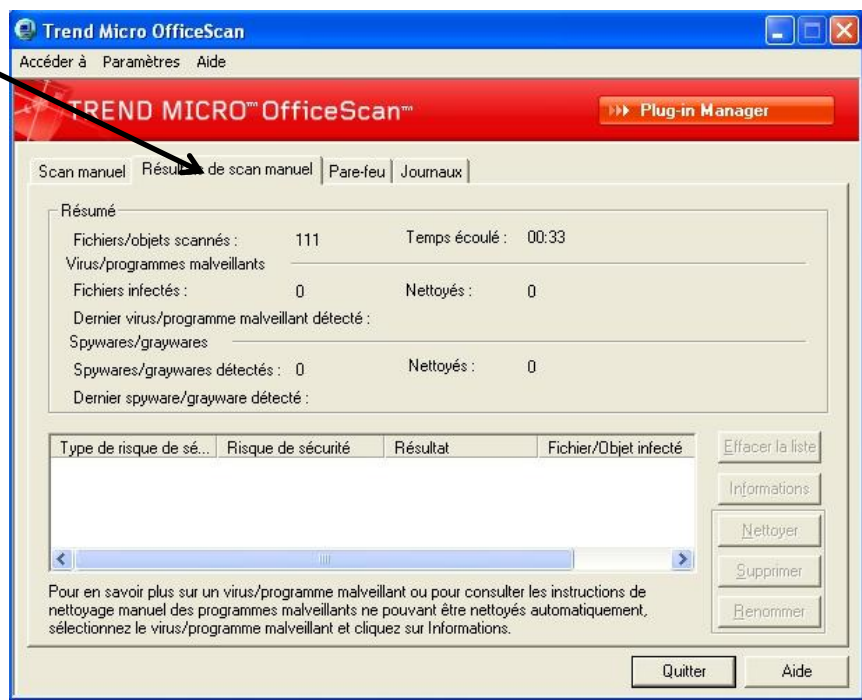 Trend Micro OfficeScan
Accéder à Paramètres Aide
TREND MICRO™ OfficeScan™ Plug-in Manager
Scan manuel Résultats de scan manuel Pare-feu Journaux
Résumé
Fichiers/objets scannés : 111 Temps écoulé : 00:33
Virus/programmes malveillants
Fichiers infectés : 0 Nettoyés : 0
Dernier virus/programme malveillant détecté :
Spywares/graywares
Spywares/graywares détectés : 0 Nettoyés : 0
Dernier spyware/grayware détecté :
Type de risque de sé... Risque de sécurité Résultat Fichier/Objet infecté
Effacer la liste
Informations
Nettoyer
Supprimer
Renommer
Pour en savoir plus sur un virus/programme malveillant ou pour consulter les instructions de
nettoyage manuel des programmes malveillants ne pouvant être nettoyés automatiquement,
sélectionnez le virus/programme malveillant et cliquez sur Informations.
Quitter Aide